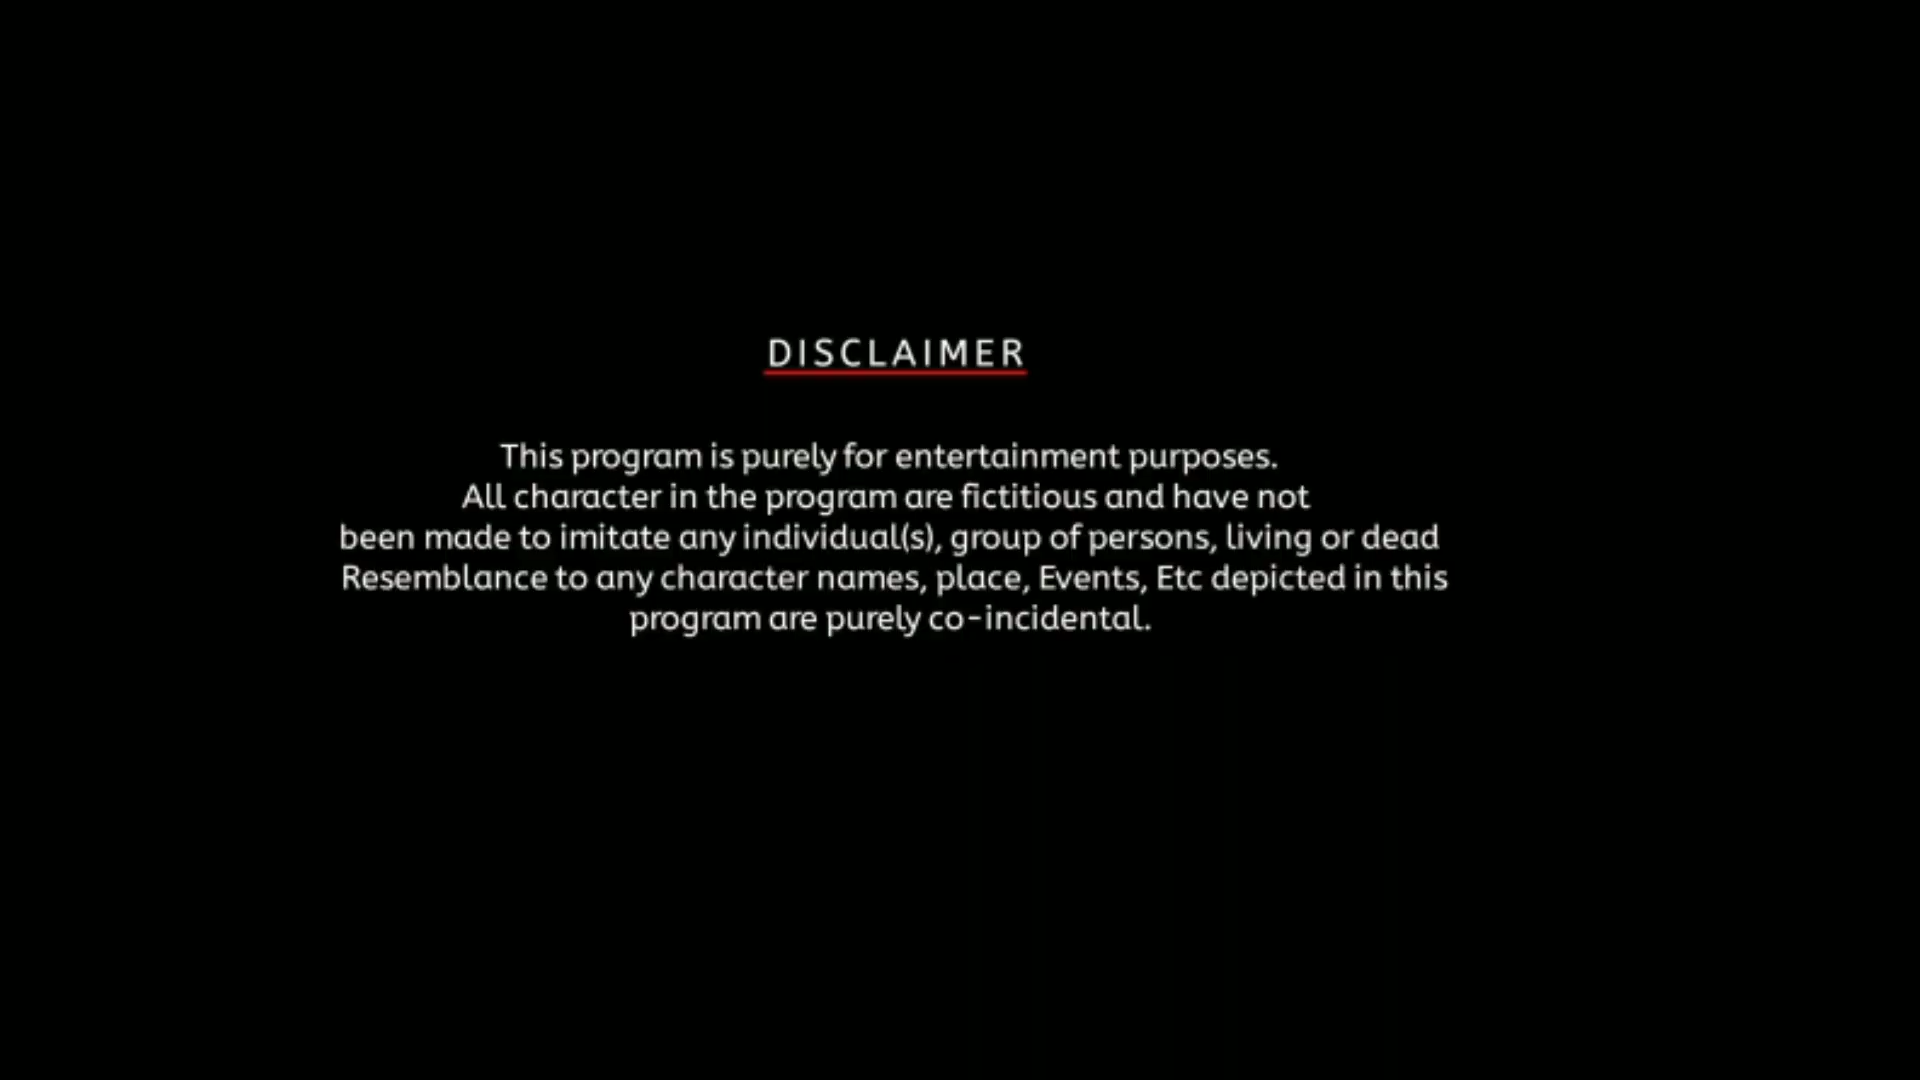 DISCLAIMER
This program is purely for entertainment purposes.
All character in the program are fictitious and have not
been made to imitate any individual(s), group of persons, living or dead
Resemblance to any character names, place, Events, Etc depicted in this
program are purely co-incidental.